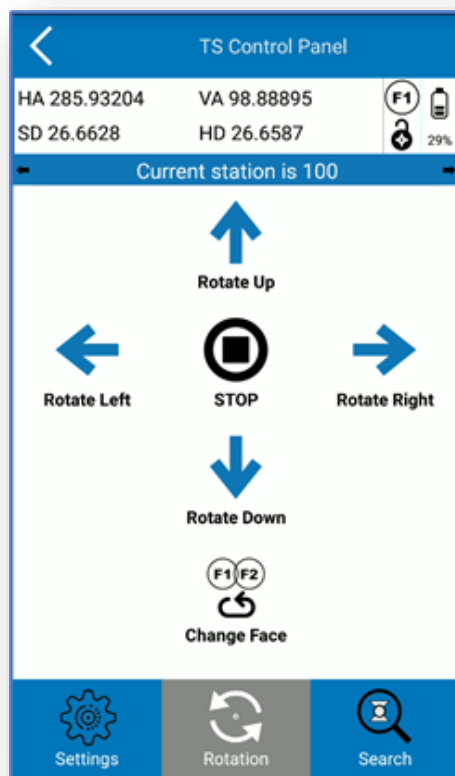 TS Control Panel
HA 285.93204 VA 98.88895 F1
SD 26.6628 HD 26.6587 29%
Current station is 100
Rotate Up
Rotate Left STOP Rotate Right
Rotate Down
F1 F2
Change Face
Settings Rotation Search